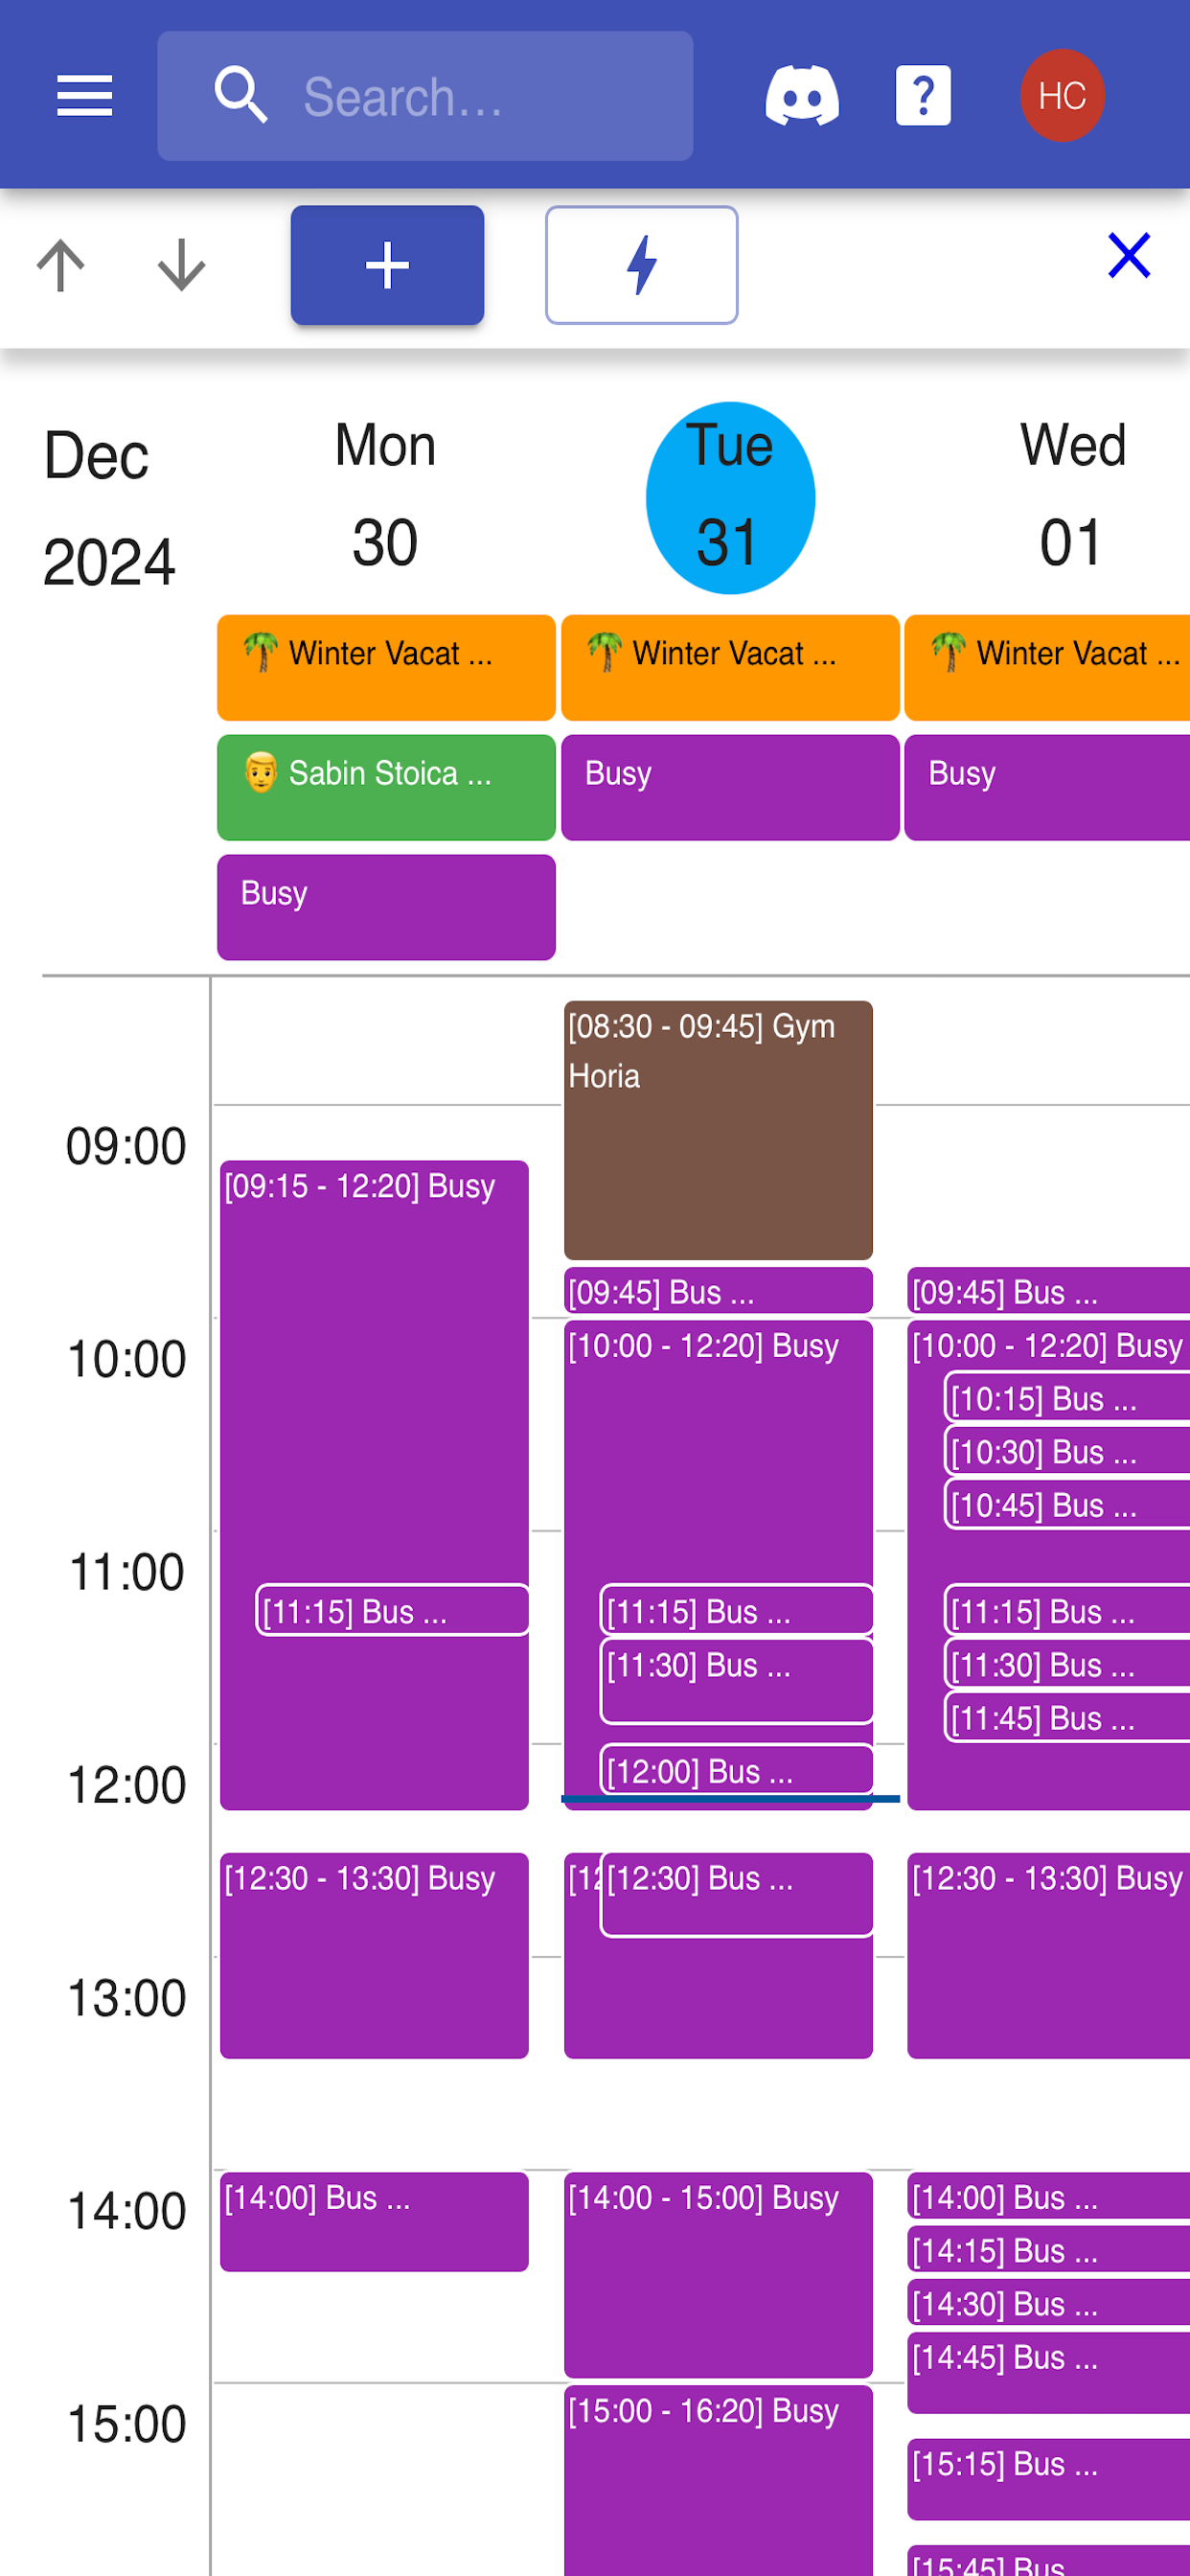 Search...
?
HC
Dec
2024
Mon
30
Tue
31
Wed
01
🌴 Winter Vacat ...
🌴 Winter Vacat ...
🌴 Winter Vacat ...
👨 Sabin Stoica ...
Busy
Busy
Busy
[08:30 - 09:45] Gym
Horia
09:00
[09:15 - 12:20] Busy
[09:45] Bus ...
[09:45] Bus ...
10:00
[10:00 - 12:20] Busy
[10:00 - 12:20] Busy
[10:15] Bus ...
[10:30] Bus ...
[10:45] Bus ...
11:00
[11:15] Bus ...
[11:15] Bus ...
[11:15] Bus ...
[11:30] Bus ...
[11:30] Bus ...
[11:45] Bus ...
12:00
[12:00] Bus ...
[12:30 - 13:30] Busy
[12
[12:30] Bus ...
[12:30 - 13:30] Busy
13:00
14:00
[14:00] Bus ...
[14:00 - 15:00] Busy
[14:00] Bus ...
[14:15] Bus ...
[14:30] Bus ...
[14:45] Bus ...
15:00
[15:00 - 16:20] Busy
[15:15] Bus ...
[15:45] Bus ...